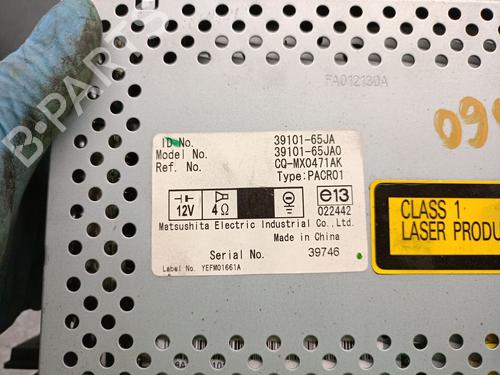 B-PARTS
FA012130A
090
ID No. 39101-65JA
Model No. 39101-65JA0
Ref. No. CQ-MX0471AK
Type: PACR01
12V 4Ω e13
022442
Matsushita Electric Industrial Co., Ltd.
Made in China
Serial No. 39746
Label No. YEFM01661A
CLASS 1
LASER PRODU